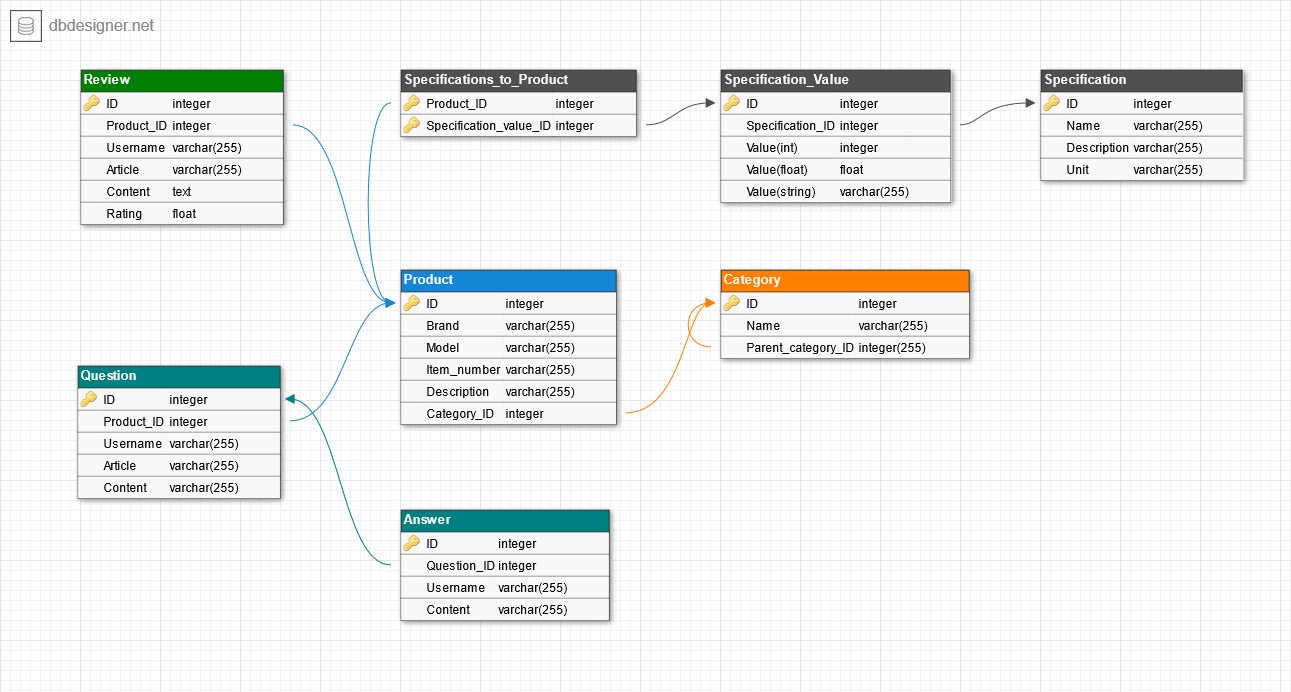 dbdesigner.net
Review
ID integer
Product_ID integer
Username varchar(255)
Article varchar(255)
Content text
Rating float
Specifications_to_Product
Product_ID integer
Specification_value_ID integer
Specification_Value
ID integer
Specification_ID integer
Value(int) integer
Value(float) float
Value(string) varchar(255)
Specification
ID integer
Name varchar(255)
Description varchar(255)
Unit varchar(255)
Product
ID integer
Brand varchar(255)
Model varchar(255)
Item_number varchar(255)
Description varchar(255)
Category_ID integer
Category
ID integer
Name varchar(255)
Parent_category_ID integer(255)
Question
ID integer
Product_ID integer
Username varchar(255)
Article varchar(255)
Content varchar(255)
Answer
ID integer
Question_ID integer
Username varchar(255)
Content varchar(255)